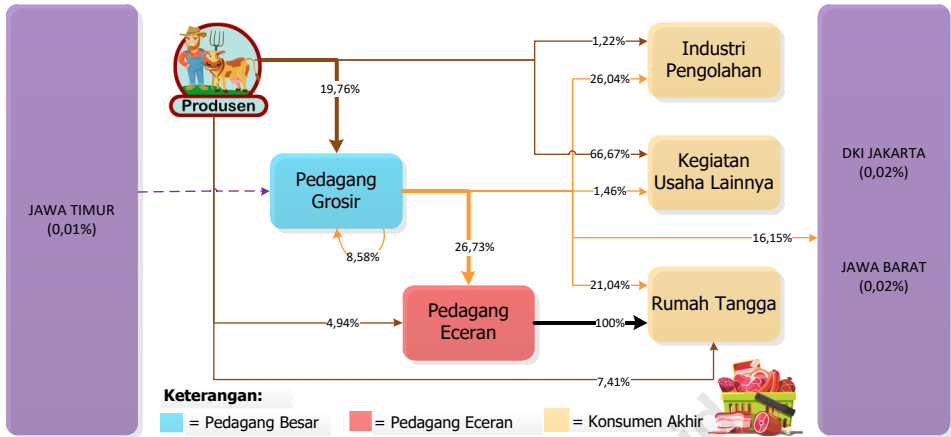 JAWA TIMUR
(0,01%)
Produsen
19,76%
4,94%
Pedagang
Grosir
8,58%
26,73%
Pedagang
Eceran
1,22%
26,04%
66,67%
1,46%
16,15%
21,04%
100%
7,41%
Industri
Pengolahan
Kegiatan
Usaha Lainnya
Rumah Tangga
DKI JAKARTA
(0,02%)
JAWA BARAT
(0,02%)
Keterangan:
= Pedagang Besar
= Pedagang Eceran
= Konsumen Akhir